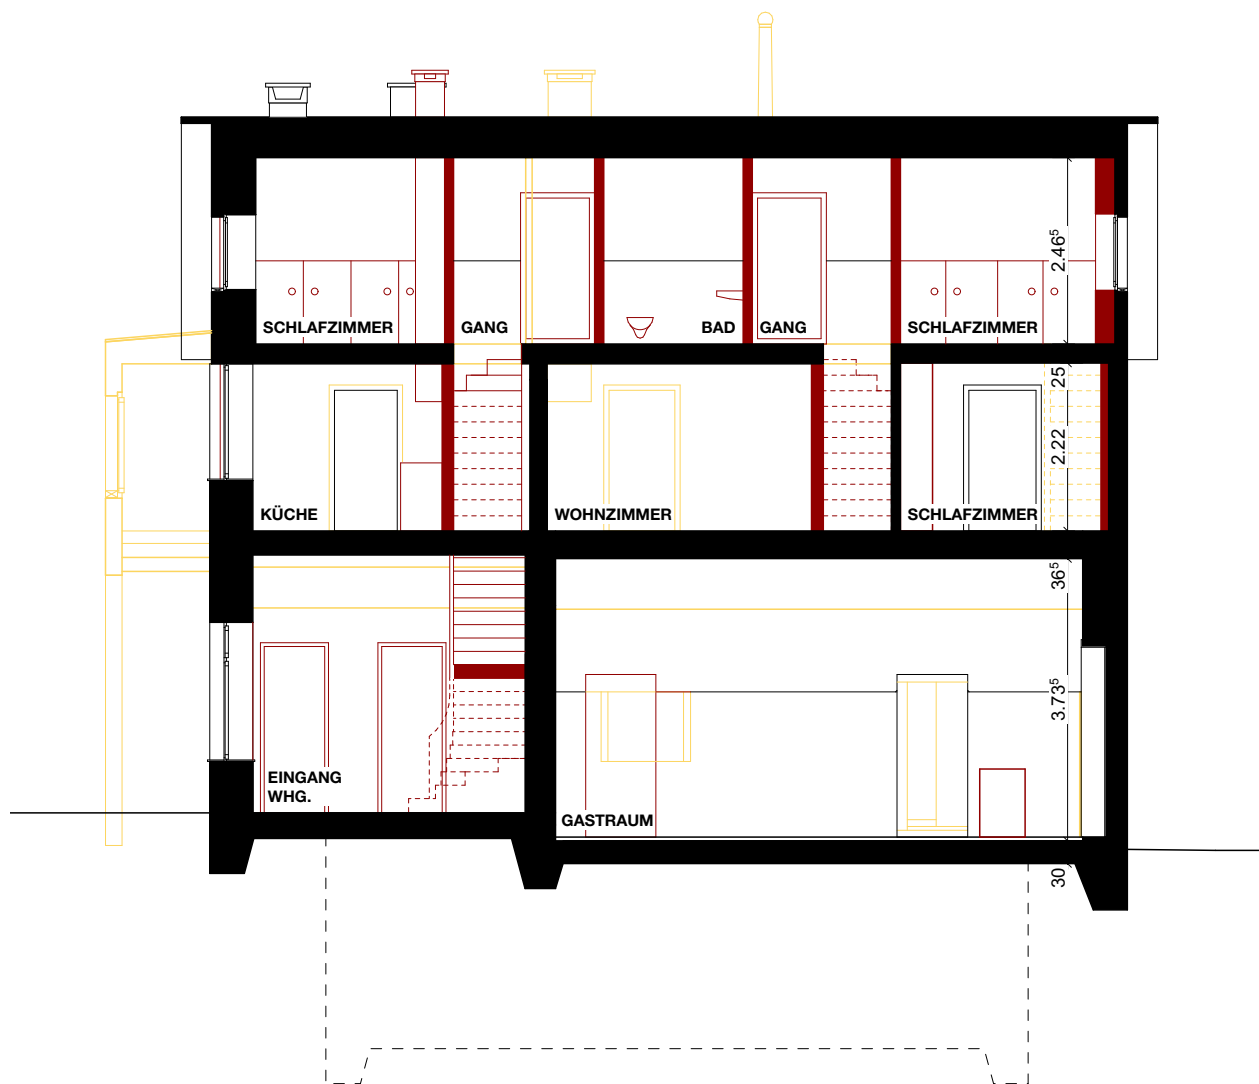 SCHLAFZIMMER
GANG
BAD
GANG
SCHLAFZIMMER
2.46⁵
25
KÜCHE
WOHNZIMMER
SCHLAFZIMMER
2.22
36⁵
EINGANG
WHG.
GASTRAUM
3.73⁵
30